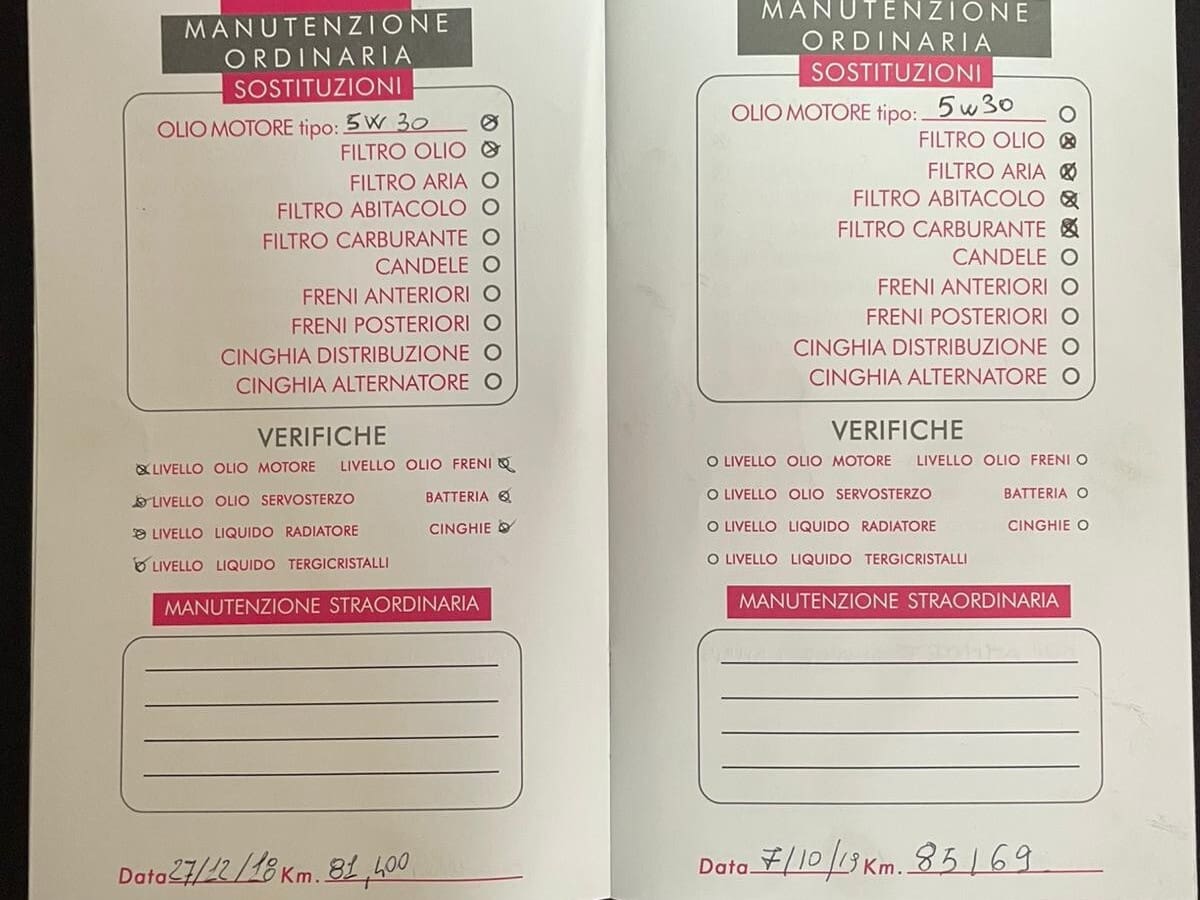 MANUTENZIONE
ORDINARIA
SOSTITUZIONI
OLIO MOTORE tipo: 5W30
FILTRO OLIO
FILTRO ARIA
FILTRO ABITACOLO
FILTRO CARBURANTE
CANDELE
FRENI ANTERIORI
FRENI POSTERIORI
CINGHIA DISTRIBUZIONE
CINGHIA ALTERNATORE
VERIFICHE
LIVELLO OLIO MOTORE LIVELLO OLIO FRENI
LIVELLO OLIO SERVOSTERZO BATTERIA
LIVELLO LIQUIDO RADIATORE CINGHIE
LIVELLO LIQUIDO TERGICRISTALLI
MANUTENZIONE STRAORDINARIA
Data 27/12/18 Km. 81,400
MANUTENZIONE
ORDINARIA
SOSTITUZIONI
OLIO MOTORE tipo: 5W30
FILTRO OLIO
FILTRO ARIA
FILTRO ABITACOLO
FILTRO CARBURANTE
CANDELE
FRENI ANTERIORI
FRENI POSTERIORI
CINGHIA DISTRIBUZIONE
CINGHIA ALTERNATORE
VERIFICHE
LIVELLO OLIO MOTORE LIVELLO OLIO FRENI
LIVELLO OLIO SERVOSTERZO BATTERIA
LIVELLO LIQUIDO RADIATORE CINGHIE
LIVELLO LIQUIDO TERGICRISTALLI
MANUTENZIONE STRAORDINARIA
Data 7/10/19 Km. 85169